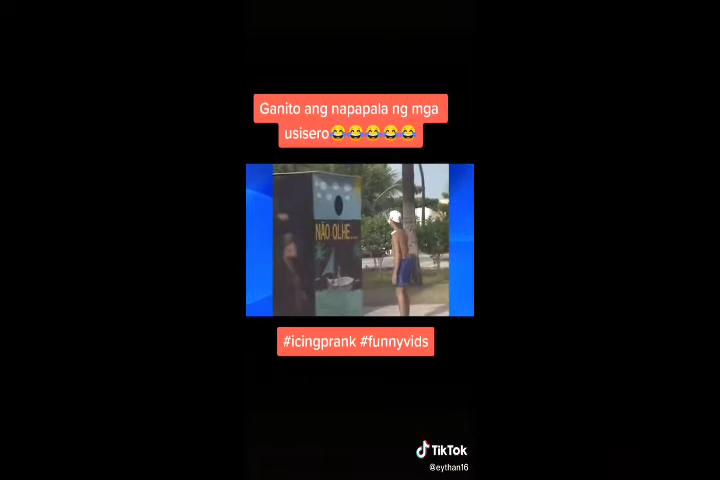 Ganito ang napapala ng mga
usisero😂😂😂😂😂
NÃO OLHE...
#icingprank #funnyvids
TikTok
@eythan16